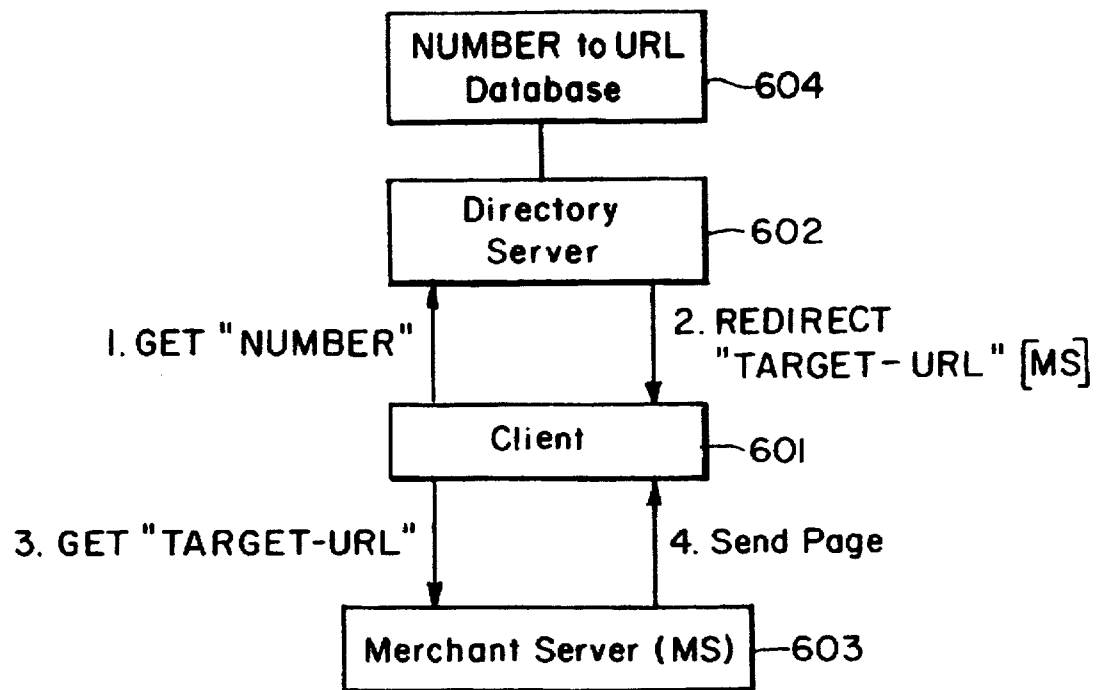 NUMBER to URL
Database
604
Directory
Server
602
1. GET "NUMBER"
2. REDIRECT
"TARGET-URL" [MS]
Client
601
3. GET "TARGET-URL"
4. Send Page
Merchant Server (MS)
603